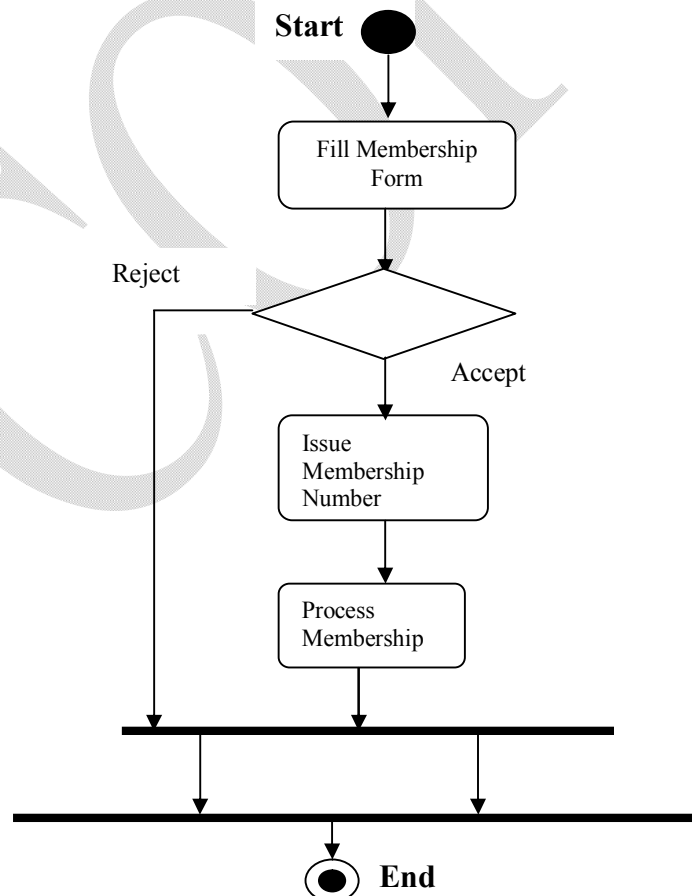 Start
Fill Membership
Form
Reject
Accept
Issue
Membership
Number
Process
Membership
End